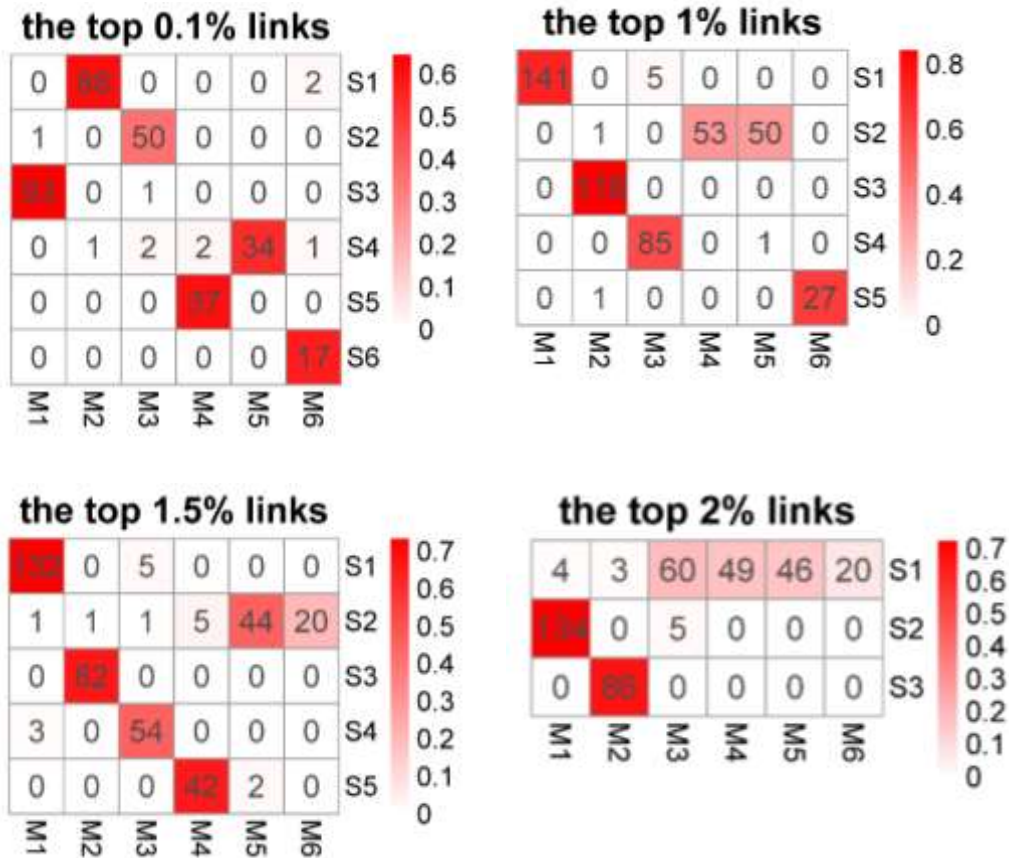 the top 0.1% links
0 0 0 0 2 S1
1 0 50 0 0 0 S2
0 1 0 0 0 S3
0 1 2 2 34 1 S4
0 0 0 37 0 0 S5
0 0 0 0 0 17 S6
M1 M2 M3 M4 M5 M6
0.6
0.5
0.4
0.3
0.2
0.1
0
the top 1% links
141 0 5 0 0 0 S1
0 1 0 53 50 0 S2
0 0 0 0 0 S3
0 0 85 0 1 0 S4
0 1 0 0 0 27 S5
M1 M2 M3 M4 M5 M6
0.8
0.6
0.4
0.2
0
the top 1.5% links
132 0 5 0 0 0 S1
1 1 1 5 44 20 S2
0 82 0 0 0 0 S3
3 0 54 0 0 0 S4
0 0 0 42 2 0 S5
M1 M2 M3 M4 M5 M6
0.7
0.6
0.5
0.4
0.3
0.2
0.1
0
the top 2% links
4 3 60 49 46 20 S1
134 0 5 0 0 0 S2
0 86 0 0 0 0 S3
M1 M2 M3 M4 M5 M6
0.7
0.6
0.5
0.4
0.3
0.2
0.1
0